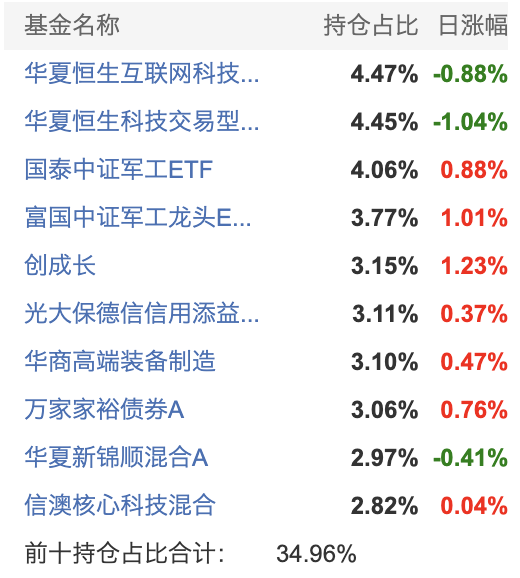 基金名称 持仓占比 日涨幅
华夏恒生互联网科技... 4.47% -0.88%
华夏恒生科技交易型... 4.45% -1.04%
国泰中证军工ETF 4.06% 0.88%
富国中证军工龙头E... 3.77% 1.01%
创成长 3.15% 1.23%
光大保德信信用添益... 3.11% 0.37%
华商高端装备制造 3.10% 0.47%
万家家裕债券A 3.06% 0.76%
华夏新锦顺混合A 2.97% -0.41%
信澳核心科技混合 2.82% 0.04%
前十持仓占比合计： 34.96%